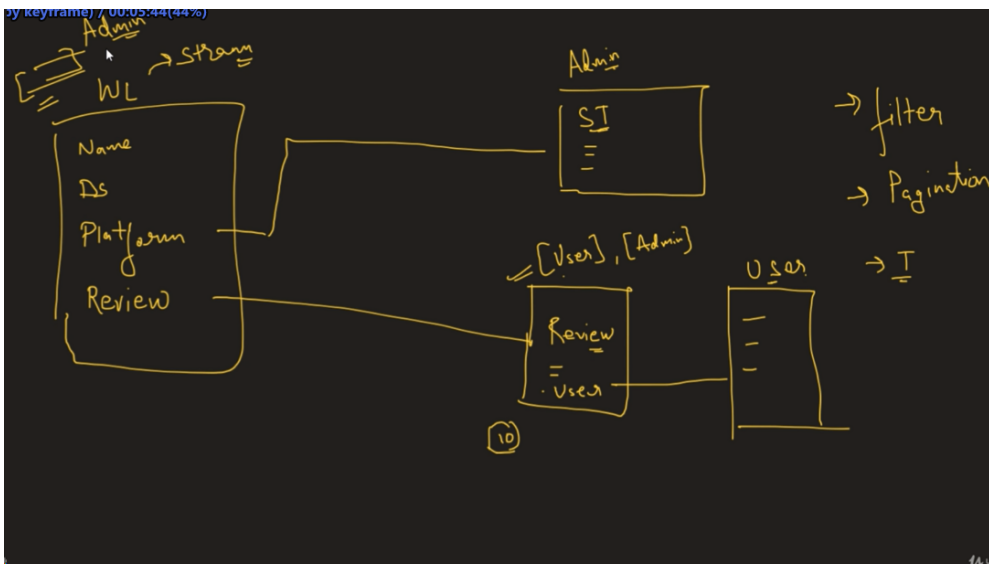 by keyframe) / 00:05:44(44%)
Admin
WL
Stream
Name
Ds
Platform
Review
Admin
SI
[User], [Admin]
Review
User
10
User
filter
Pagination
I